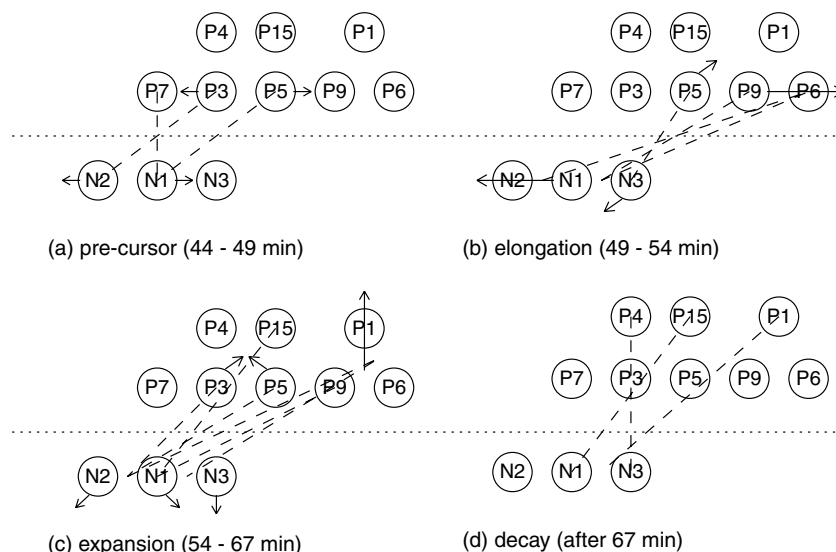 P4 P15 P1
P7 P3 P5 P9 P6
N2 N1 N3
(a) pre-cursor (44 - 49 min)
P4 P15 P1
P7 P3 P5 P9 P6
N2 N1 N3
(b) elongation (49 - 54 min)
P4 P15 P1
P7 P3 P5 P9 P6
N2 N1 N3
(c) expansion (54 - 67 min)
P4 P15 P1
P7 P3 P5 P9 P6
N2 N1 N3
(d) decay (after 67 min)